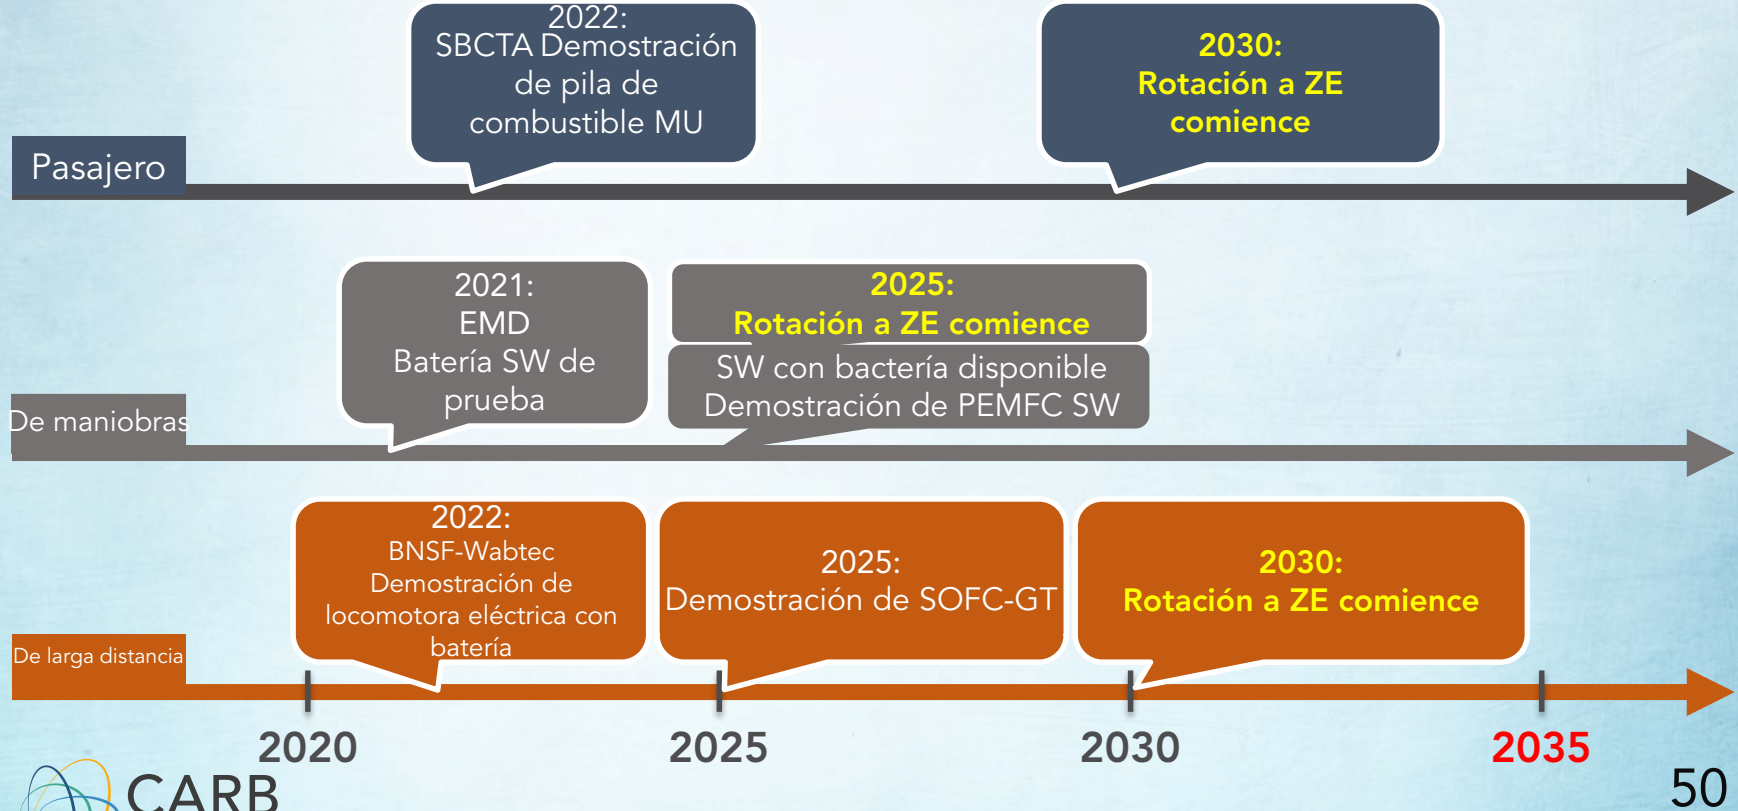 2022:
SBCTA Demostración
de pila de
combustible MU
2030:
Rotación a ZE
comience
Pasajero
2021:
EMD
Batería SW de
prueba
2025:
Rotación a ZE comience
SW con bactería disponible
Demostración de PEMFC SW
De maniobras
2022:
BNSF-Wabtec
Demostración de
locomotora eléctrica con
batería
2025:
Demostración de SOFC-GT
2030:
Rotación a ZE comience
De larga distancia
2020
2025
2030
2035
CARB
50